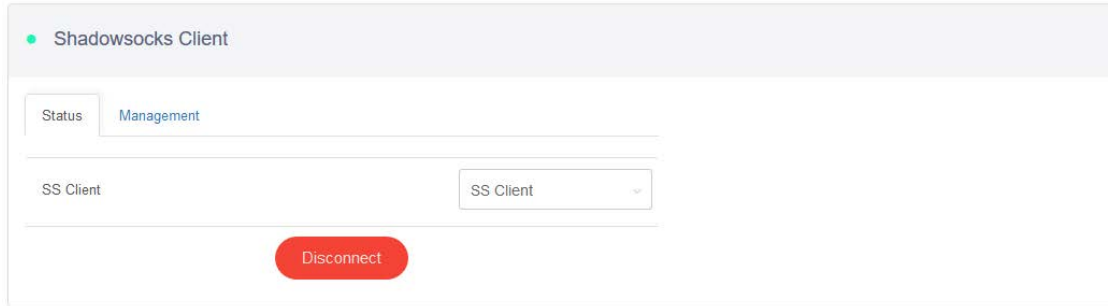 Shadowsocks Client
Status Management
SS Client SS Client
Disconnect